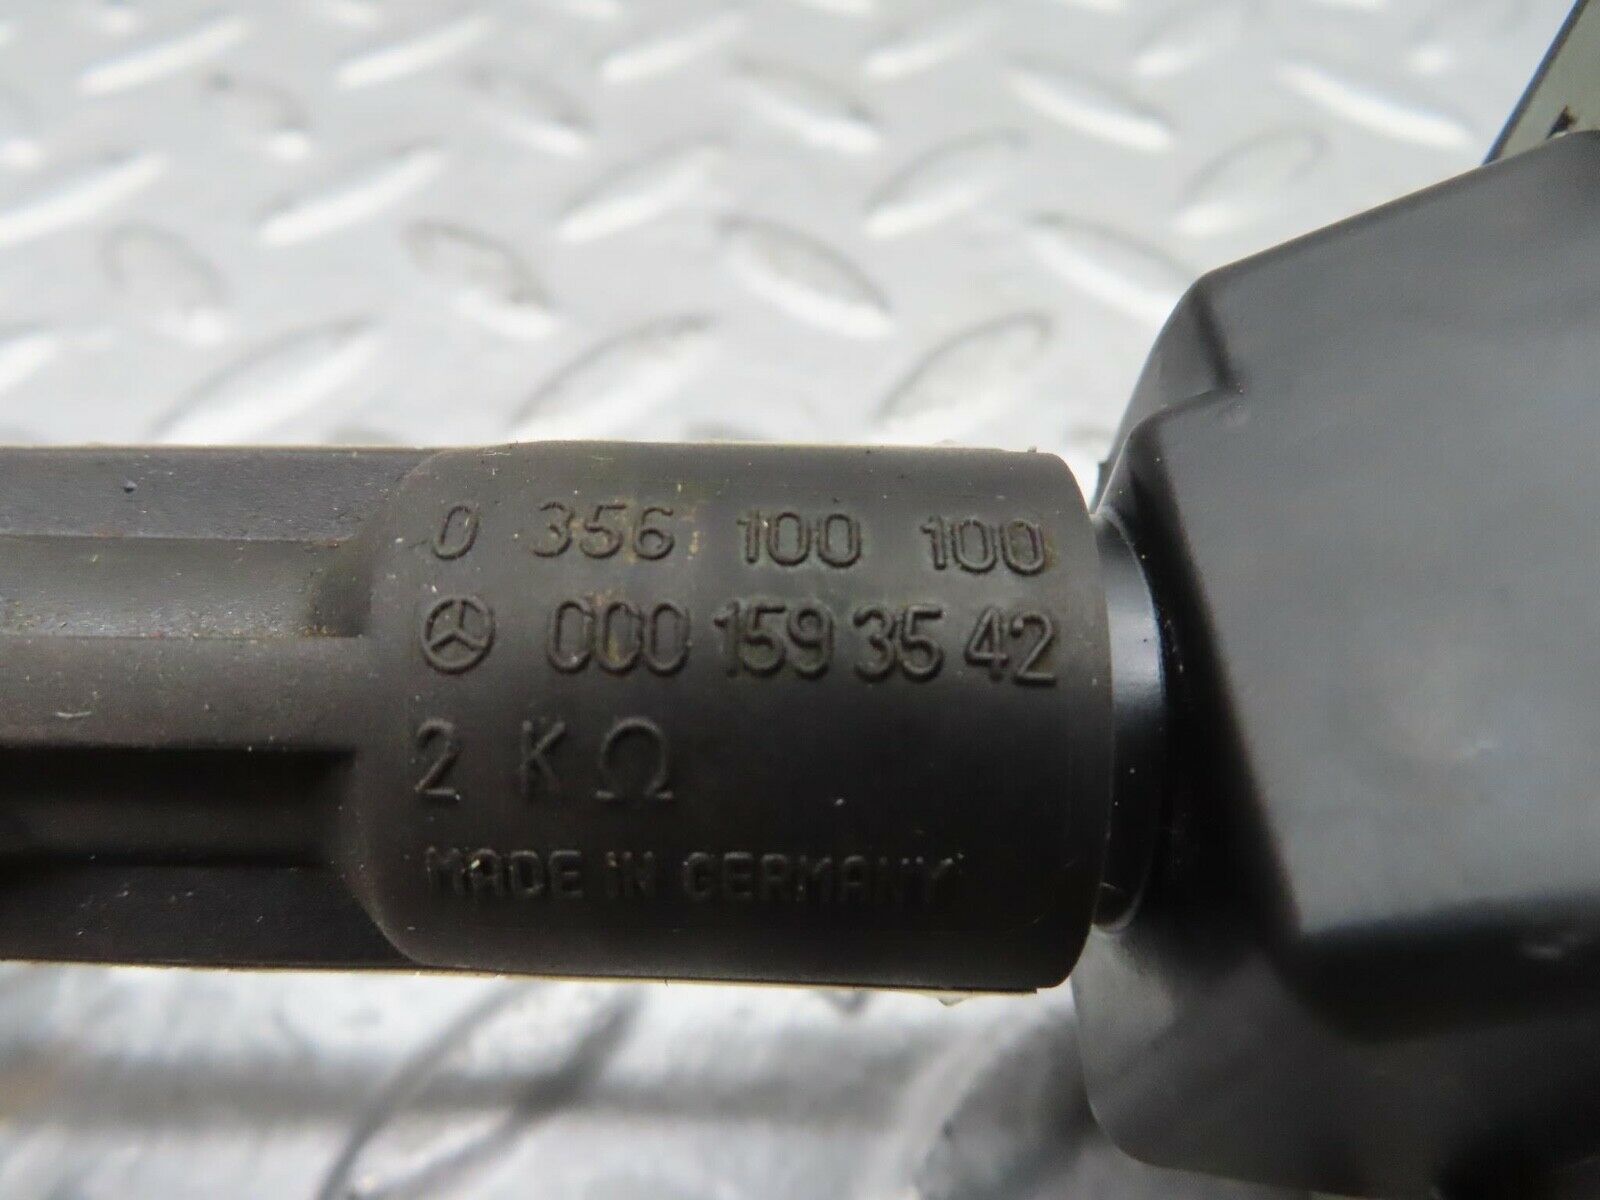 0 356 100 100
000 159 35 42
2 KΩ
MADE IN GERMANY